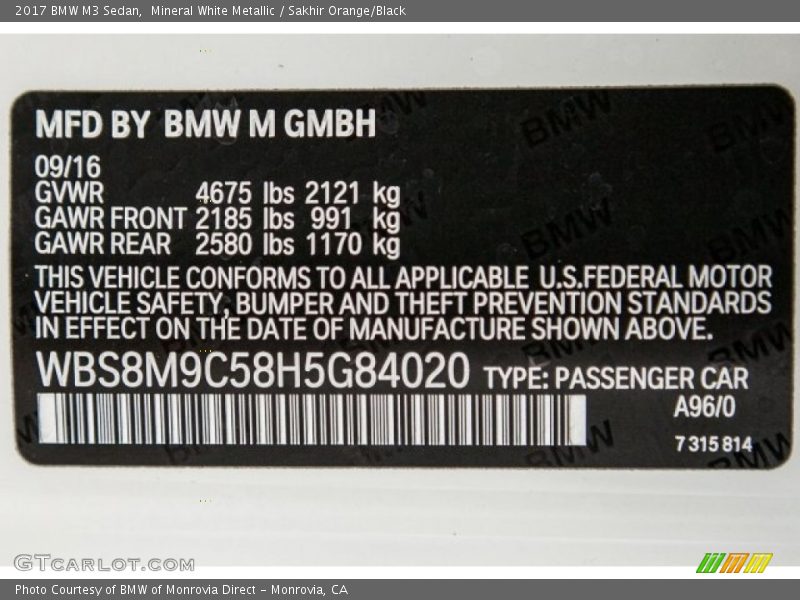 2017 BMW M3 Sedan, Mineral White Metallic / Sakhir Orange/Black
MFD BY BMW M GMBH
09/16
GVWR 4675 lbs 2121 kg
GAWR FRONT 2185 lbs 991 kg
GAWR REAR 2580 lbs 1170 kg
THIS VEHICLE CONFORMS TO ALL APPLICABLE U.S.FEDERAL MOTOR
VEHICLE SAFETY, BUMPER AND THEFT PREVENTION STANDARDS
IN EFFECT ON THE DATE OF MANUFACTURE SHOWN ABOVE.
WBS8M9C58H5G84020 TYPE: PASSENGER CAR
A96/0
7 315 814
GTCARLOT.COM
Photo Courtesy of BMW of Monrovia Direct - Monrovia, CA